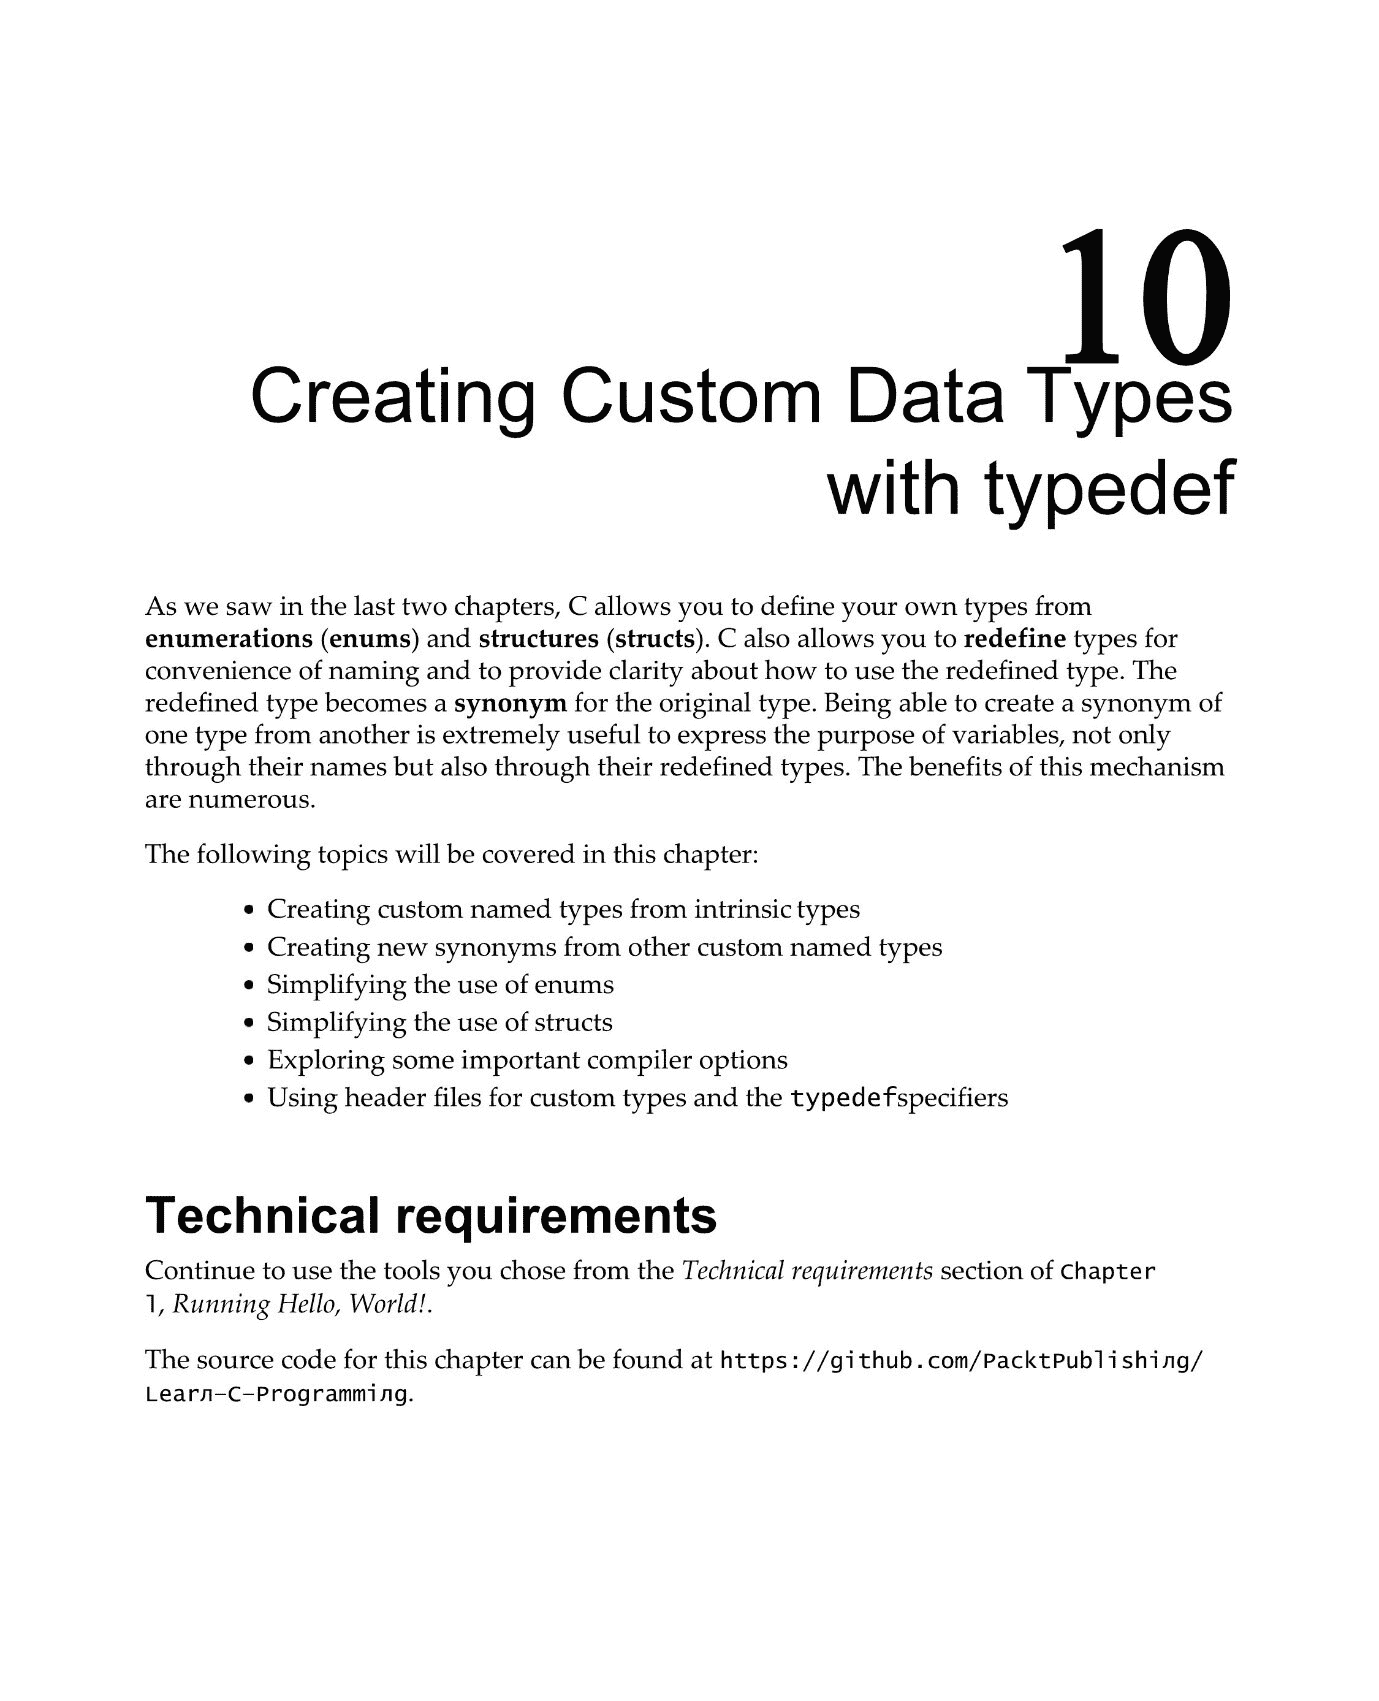 10
Creating Custom Data Types
with typedef
As we saw in the last two chapters, C allows you to define your own types from
enumerations (enums) and structures (structs). C also allows you to redefine types for
convenience of naming and to provide clarity about how to use the redefined type. The
redefined type becomes a synonym for the original type. Being able to create a synonym of
one type from another is extremely useful to express the purpose of variables, not only
through their names but also through their redefined types. The benefits of this mechanism
are numerous.
The following topics will be covered in this chapter:
• Creating custom named types from intrinsic types
• Creating new synonyms from other custom named types
• Simplifying the use of enums
• Simplifying the use of structs
• Exploring some important compiler options
• Using header files for custom types and the typedefspecifiers
Technical requirements
Continue to use the tools you chose from the Technical requirements section of Chapter
1, Running Hello, World!.
The source code for this chapter can be found at https://github.com/PacktPublishing/
Learn-C-Programming.